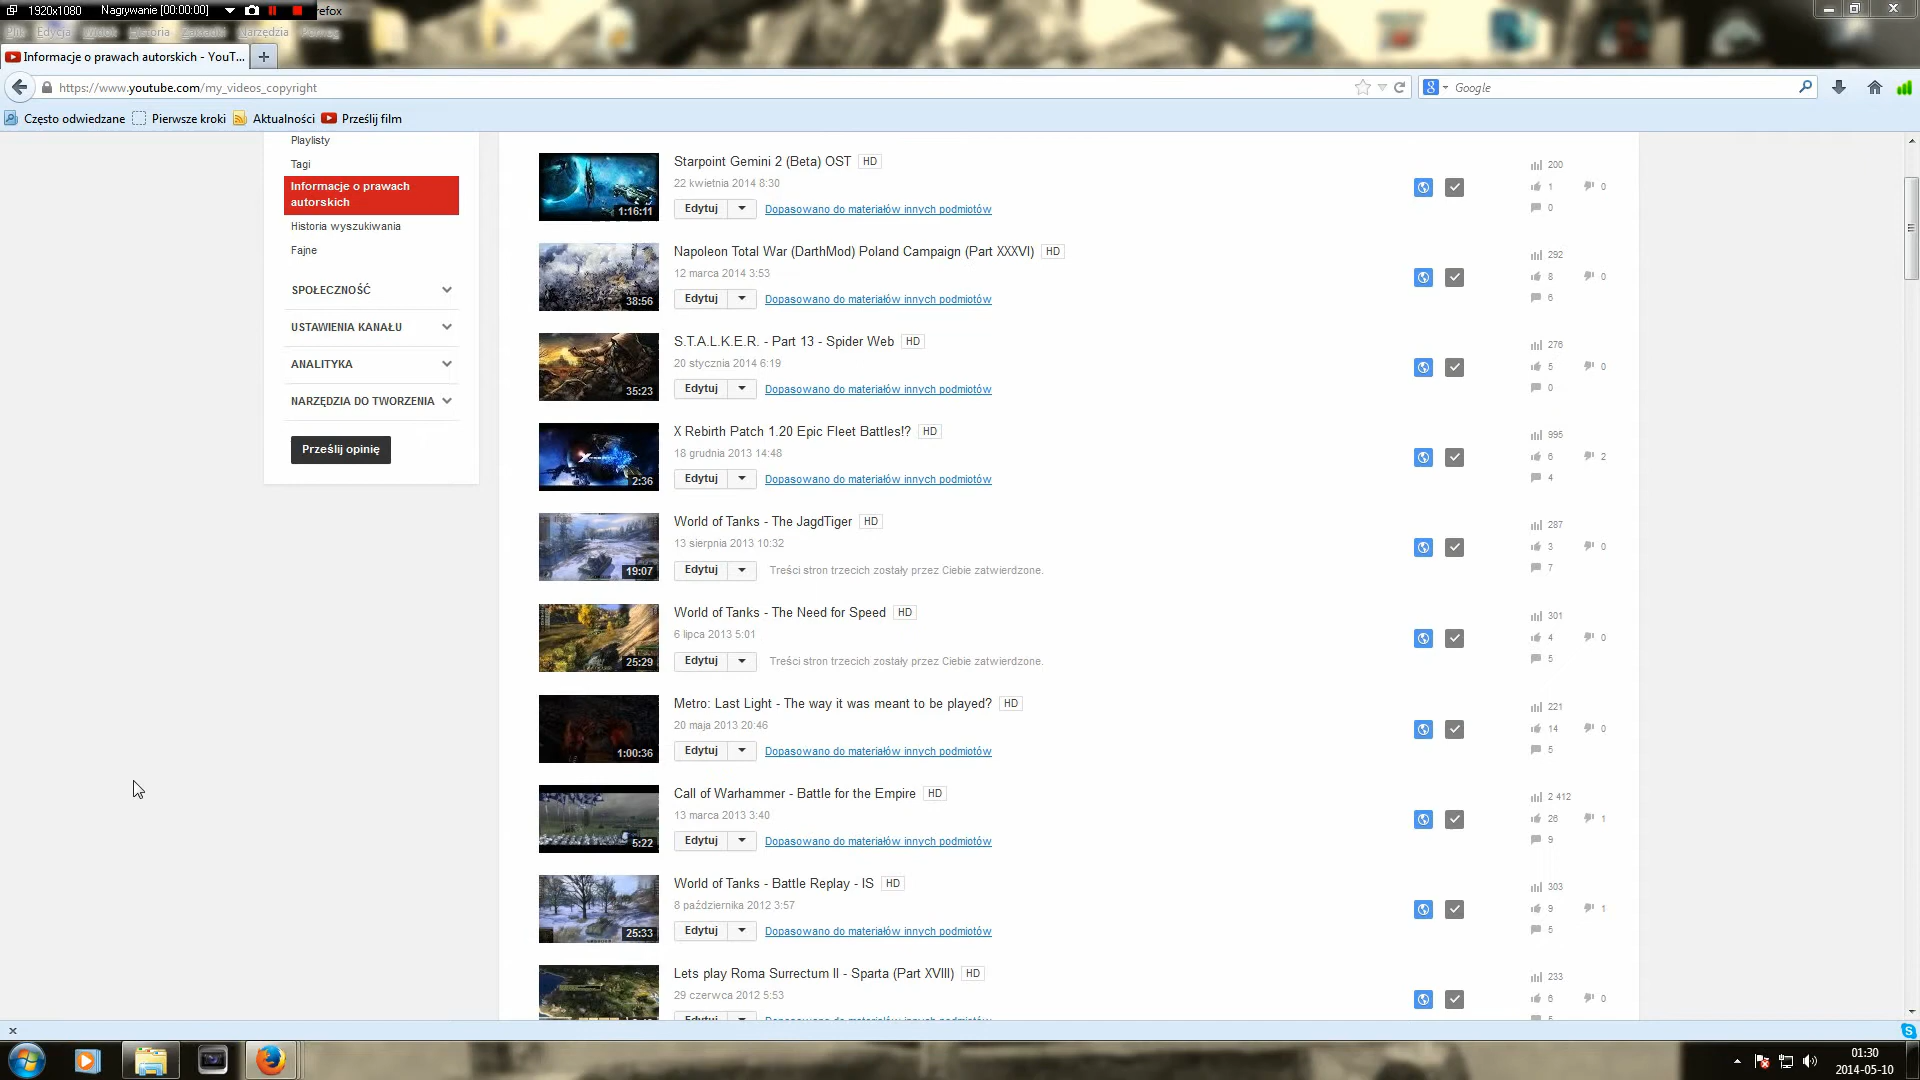 1920x1080 Nagrywanie [00:00:00] refox
Plik Edycja Widok Historia Zakładki Narzędzia Pomoc
Informacje o prawach autorskich - YouT...
https://www.youtube.com/my_videos_copyright
Google
Często odwiedzane Pierwsze kroki Aktualności Prześlij film
Playlisty
Tagi
Informacje o prawach
autorskich
Historia wyszukiwania
Fajne
SPOŁECZNOŚĆ
USTAWIENIA KANAŁU
ANALITYKA
NARZĘDZIA DO TWORZENIA
Prześlij opinię
Starpoint Gemini 2 (Beta) OST HD
200
22 kwietnia 2014 8:30
1 0
1:16:11
Edytuj Dopasowano do materiałów innych podmiotów
0
Napoleon Total War (DarthMod) Poland Campaign (Part XXXVI) HD
292
12 marca 2014 3:53
8 0
38:56
Edytuj Dopasowano do materiałów innych podmiotów
6
S.T.A.L.K.E.R. - Part 13 - Spider Web HD
276
20 stycznia 2014 6:19
5 0
35:23
Edytuj Dopasowano do materiałów innych podmiotów
0
X Rebirth Patch 1.20 Epic Fleet Battles!? HD
995
18 grudnia 2013 14:48
6 2
2:36
Edytuj Dopasowano do materiałów innych podmiotów
4
World of Tanks - The JagdTiger HD
287
13 sierpnia 2013 10:32
3 0
19:07
Edytuj Treści stron trzecich zostały przez Ciebie zatwierdzone.
7
World of Tanks - The Need for Speed HD
301
6 lipca 2013 5:01
4 0
25:29
Edytuj Treści stron trzecich zostały przez Ciebie zatwierdzone.
5
Metro: Last Light - The way it was meant to be played? HD
221
20 maja 2013 20:46
14 0
1:00:36
Edytuj Dopasowano do materiałów innych podmiotów
5
Call of Warhammer - Battle for the Empire HD
2 412
13 marca 2013 3:40
26 1
5:22
Edytuj Dopasowano do materiałów innych podmiotów
9
World of Tanks - Battle Replay - IS HD
303
8 października 2012 3:57
9 1
25:33
Edytuj Dopasowano do materiałów innych podmiotów
5
Lets play Roma Surrectum II - Sparta (Part XVIII) HD
233
29 czerwca 2012 5:53
6 0
Edytuj Dopasowano do materiałów innych podmiotów
01:30
2014-05-10